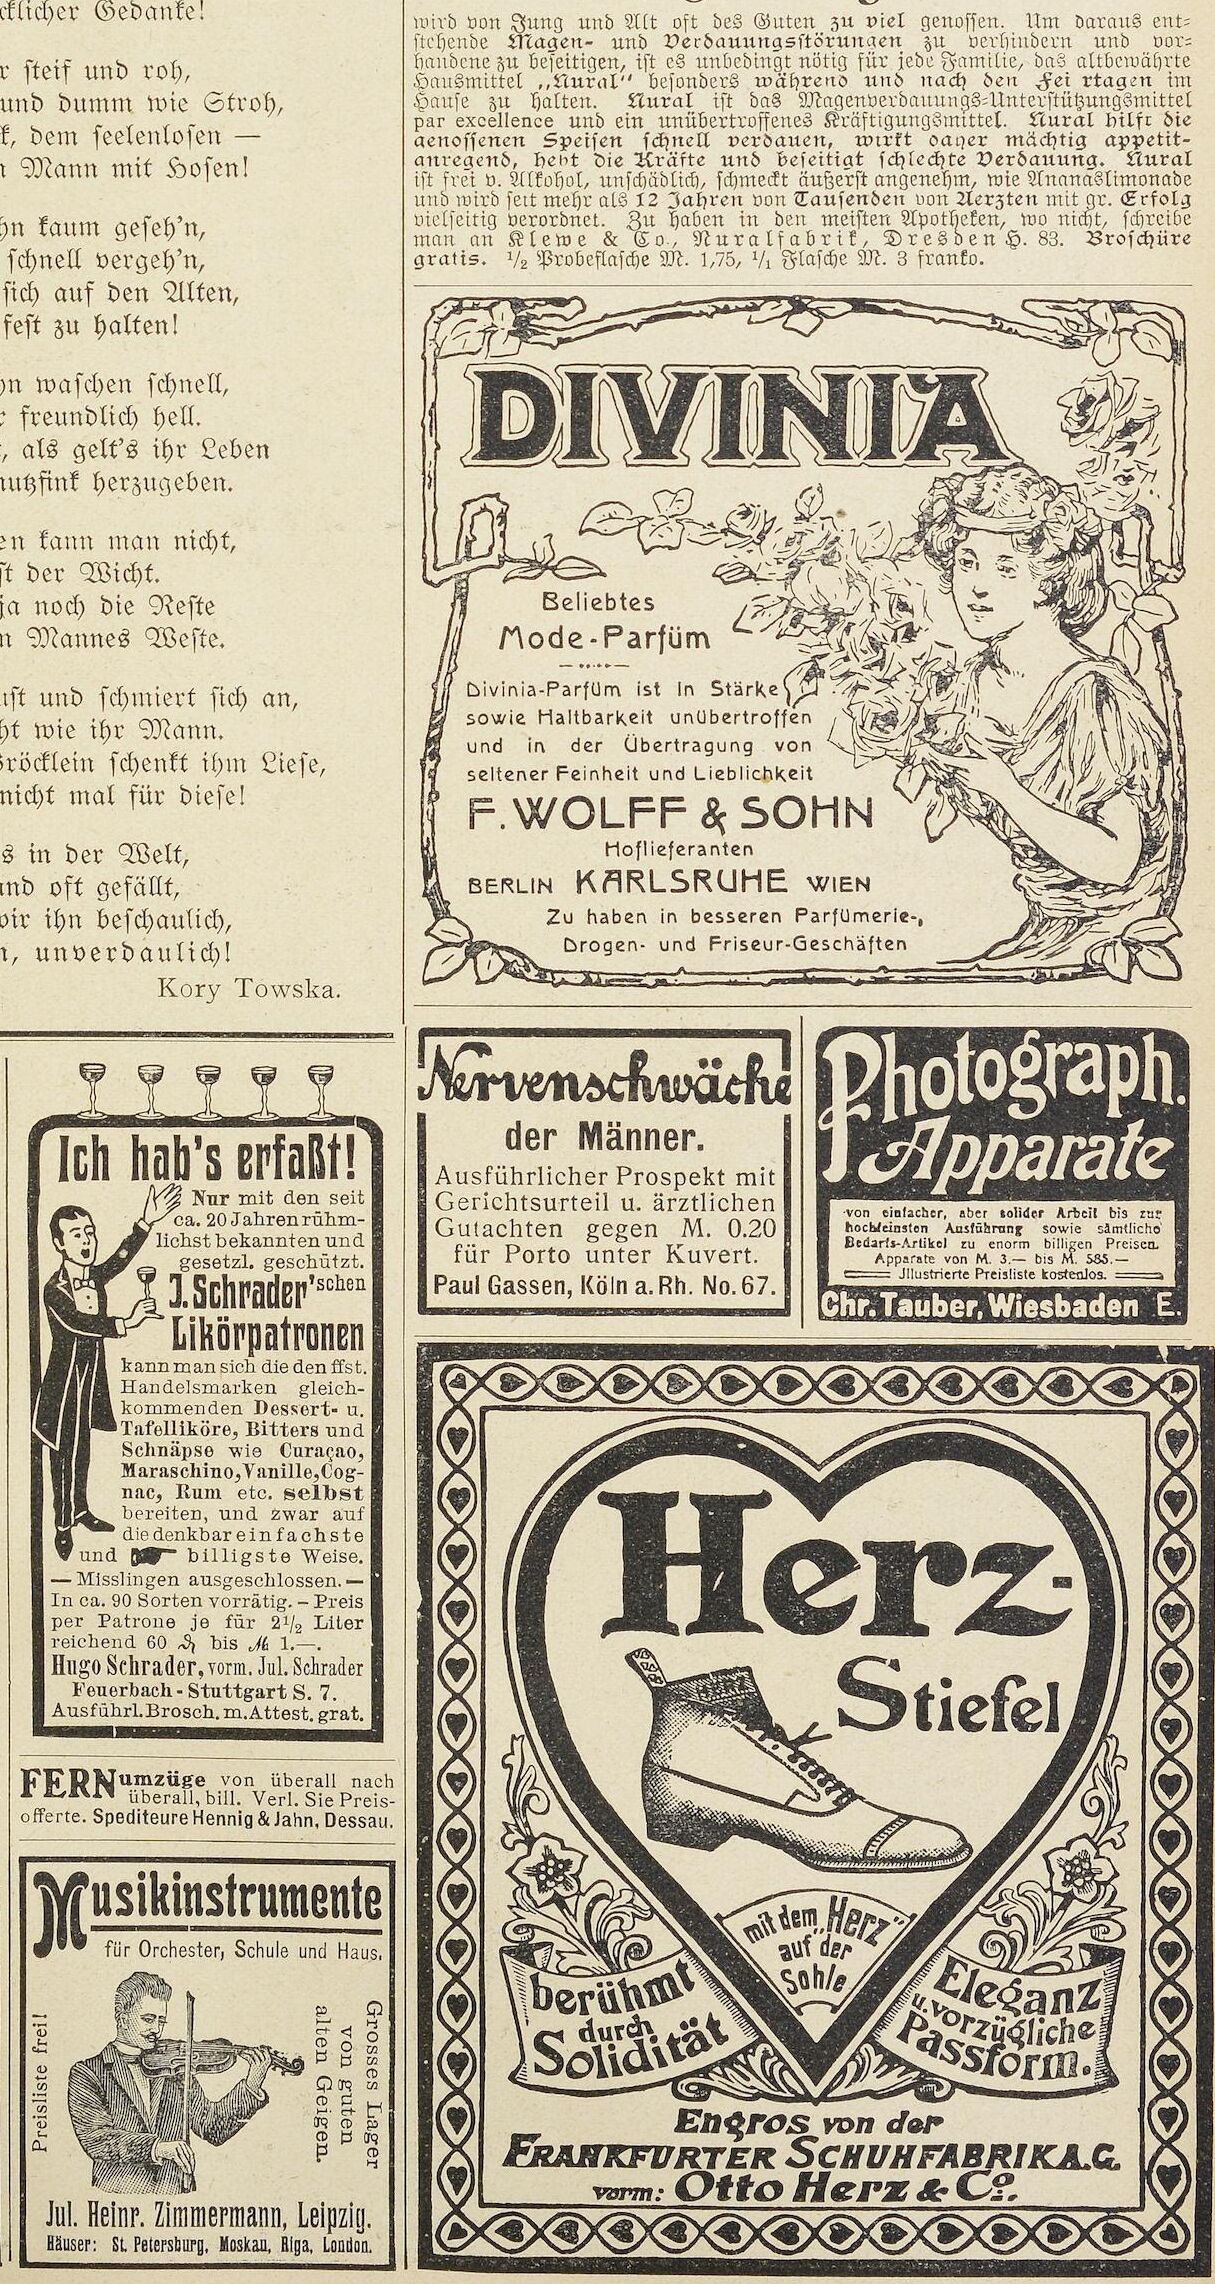 cklicher Gedanke!
r steif und roh,
und dumm wie Stroh,
k, dem seelenlosen —
n Mann mit Hosen!
hn kaum geseh'n,
schnell vergeh'n,
sich auf den Alten,
fest zu halten!
hn waschen schnell,
r freundlich hell.
, als gelt's ihr Leben
mutzfink herzugeben.
en kann man nicht,
st der Wicht.
ja noch die Reste
n Mannes Weste.
ust und schmiert sich an,
ht wie ihr Mann.
Bröcklein schenkt ihm Liese,
nicht mal für diese!
s in der Welt,
und oft gefällt,
wir ihn beschaulich,
n, unverdaulich!
Kory Towska.
Ich hab's erfaßt!
Nur mit den seit
ca. 20 Jahren rühm-
lichst bekannten und
gesetzl. geschützt.
J. Schrader'schen
Likörpatronen
kann man sich die den ffst.
Handelsmarken gleich-
kommenden Dessert- u.
Tafelliköre, Bitters und
Schnäpse wie Curaçao,
Maraschino, Vanille, Cog-
nac, Rum etc. selbst
bereiten, und zwar auf
die denkbar einfachste
und ☛ billigste Weise.
— Misslingen ausgeschlossen. —
In ca. 90 Sorten vorrätig. – Preis
per Patrone je für 2½ Liter
reichend 60 ₰ bis ℳ 1.—.
Hugo Schrader, vorm. Jul. Schrader
Feuerbach - Stuttgart S. 7.
Ausführl. Brosch. m. Attest. grat.
FERNumzüge von überall nach
überall, bill. Verl. Sie Preis-
offerte. Spediteure Hennig & Jahn, Dessau.
Musikinstrumente
für Orchester, Schule und Haus.
Preisliste frei!
Grosses Lager
von guten
alten Geigen.
Jul. Heinr. Zimmermann, Leipzig.
Häuser: St. Petersburg, Moskau, Riga, London.
wird von Jung und Alt oft des Guten zu viel genossen. Um daraus ent-
stehende Magen- und Verdauungsstörungen zu verhindern und vor-
handene zu beseitigen, ist es unbedingt nötig für jede Familie, das altbewährte
Hausmittel „Nural" besonders während und nach den Fei rtagen im
Hause zu halten. Nural ist das Magenverdauungs-Unterstützungsmittel
par excellence und ein unübertroffenes Kräftigungsmittel. Nural hilft die
genossenen Speisen schnell verdauen, wirkt daher mächtig appetit-
anregend, hebt die Kräfte und beseitigt schlechte Verdauung. Nural
ist frei v. Alkohol, unschädlich, schmeckt äußerst angenehm, wie Ananaslimonade
und wird seit mehr als 12 Jahren von Tausenden von Aerzten mit gr. Erfolg
vielseitig verordnet. Zu haben in den meisten Apotheken, wo nicht, schreibe
man an Klewe & Co., Nuralfabrik, Dresden H. 83. Broschüre
gratis. ½ Probeflasche M. 1,75, 1/1 Flasche M. 3 franko.
DIVINIA
Beliebtes
Mode-Parfüm
Divinia-Parfüm ist in Stärke
sowie Haltbarkeit unübertroffen
und in der Übertragung von
seltener Feinheit und Lieblichkeit
F. WOLFF & SOHN
Hoflieferanten
BERLIN KARLSRUHE WIEN
Zu haben in besseren Parfümerie-,
Drogen- und Friseur-Geschäften
Nervenschwäche
der Männer.
Ausführlicher Prospekt mit
Gerichtsurteil u. ärztlichen
Gutachten gegen M. 0.20
für Porto unter Kuvert.
Paul Gassen, Köln a. Rh. No. 67.
Photograph.
Apparate
von einfacher, aber solider Arbeit bis zur
hochfeinsten Ausführung sowie sämtliche
Bedarfs-Artikel zu enorm billigen Preisen.
Apparate von M. 3.— bis M. 585.—
Jllustrierte Preisliste kostenlos.
Chr. Tauber, Wiesbaden E.
Herz-
Stiefel
mit dem „Herz"
auf der
Sohle
berühmt
durch
Solidität
Eleganz
u. vorzügliche
Passform.
Engros von der
FRANKFURTER SCHUHFABRIK A.G.
vorm: Otto Herz & Co.